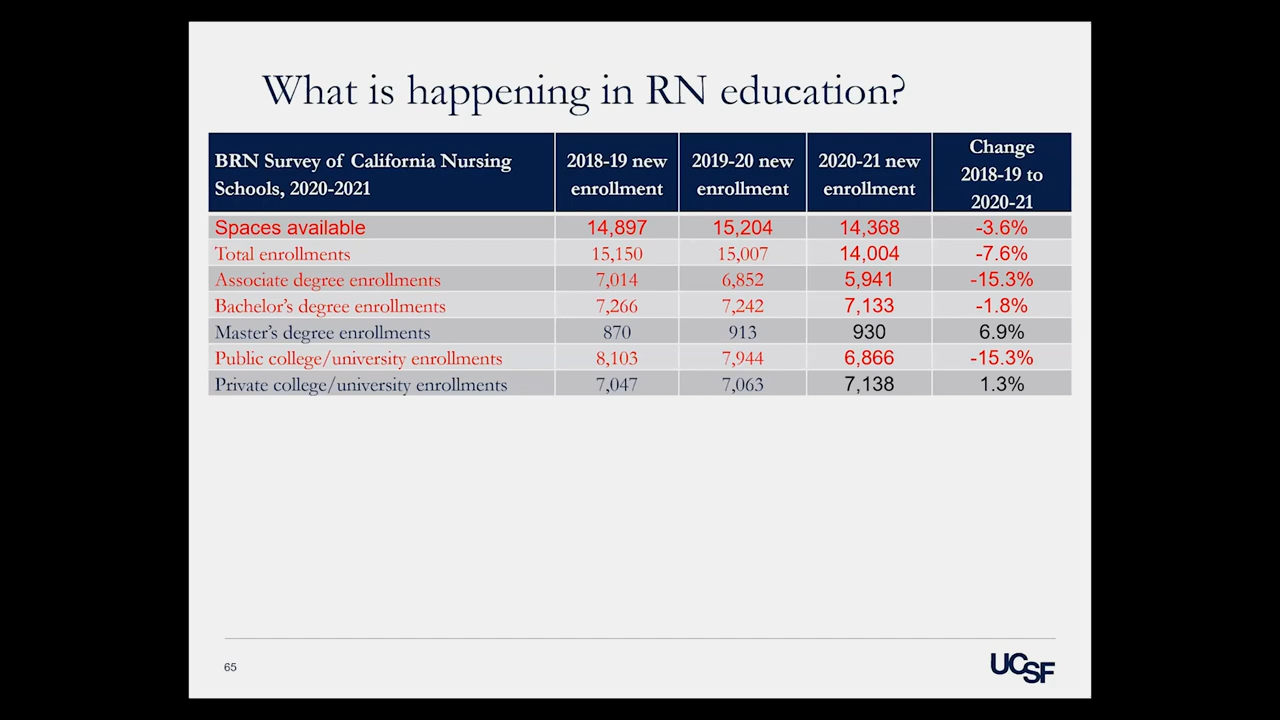 What is happening in RN education?
BRN Survey of California Nursing Schools, 2020-2021 2018-19 new enrollment 2019-20 new enrollment 2020-21 new enrollment Change 2018-19 to 2020-21
Spaces available 14,897 15,204 14,368 -3.6%
Total enrollments 15,150 15,007 14,004 -7.6%
Associate degree enrollments 7,014 6,852 5,941 -15.3%
Bachelor’s degree enrollments 7,266 7,242 7,133 -1.8%
Master’s degree enrollments 870 913 930 6.9%
Public college/university enrollments 8,103 7,944 6,866 -15.3%
Private college/university enrollments 7,047 7,063 7,138 1.3%
65
UCSF